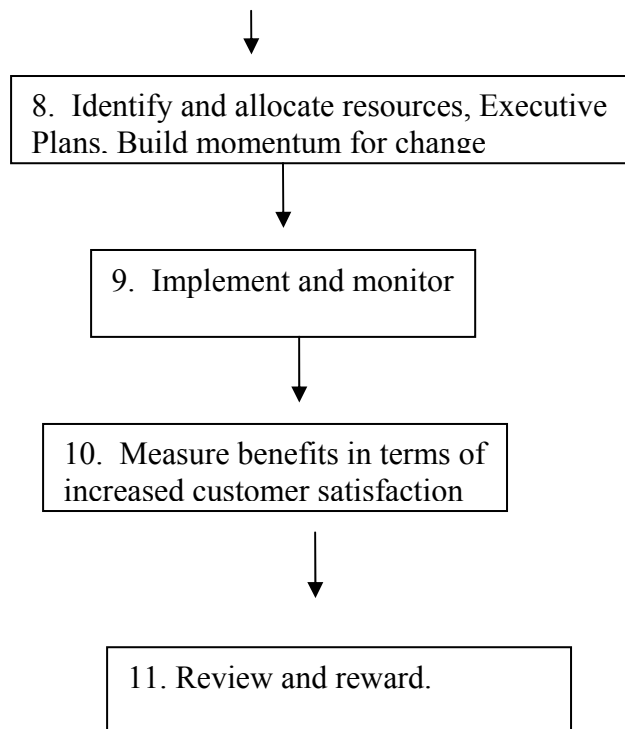 8. Identify and allocate resources, Executive
Plans. Build momentum for change
9. Implement and monitor
10. Measure benefits in terms of
increased customer satisfaction
11. Review and reward.